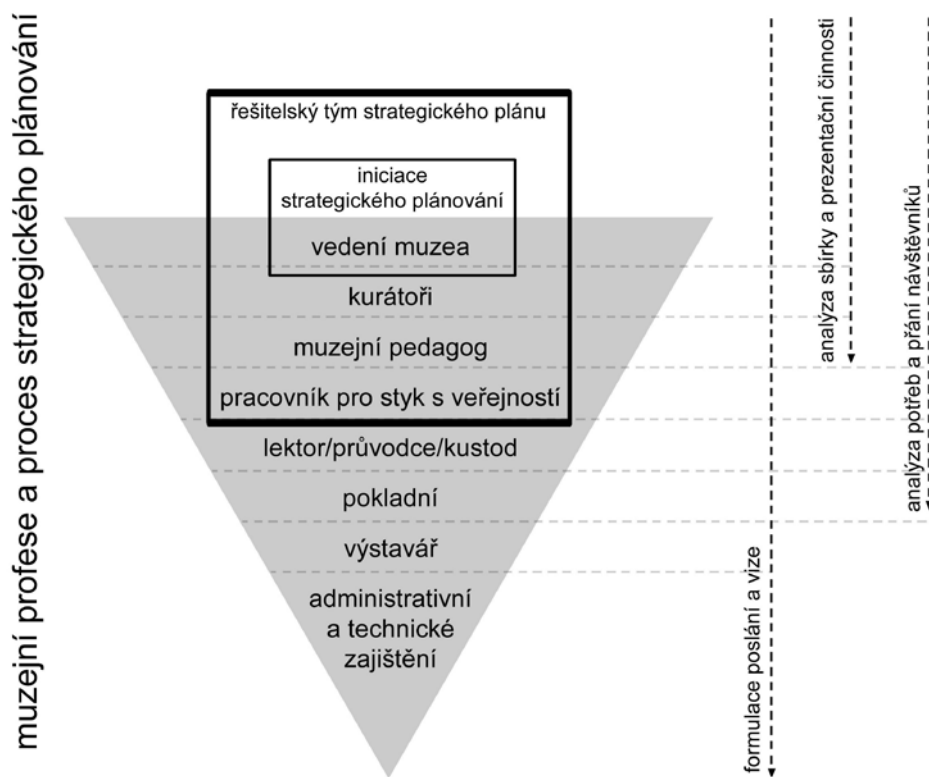 muzejní profese a proces strategického plánování
řešitelský tým strategického plánu
iniciace
strategického plánování
vedení muzea
kurátoři
muzejní pedagog
pracovník pro styk s veřejností
lektor/průvodce/kustod
pokladní
výstavář
administrativní
a technické
zajištění
formulace poslání a vize
analýza sbírky a prezentační činnosti
analýza potřeb a přání návštěvníků